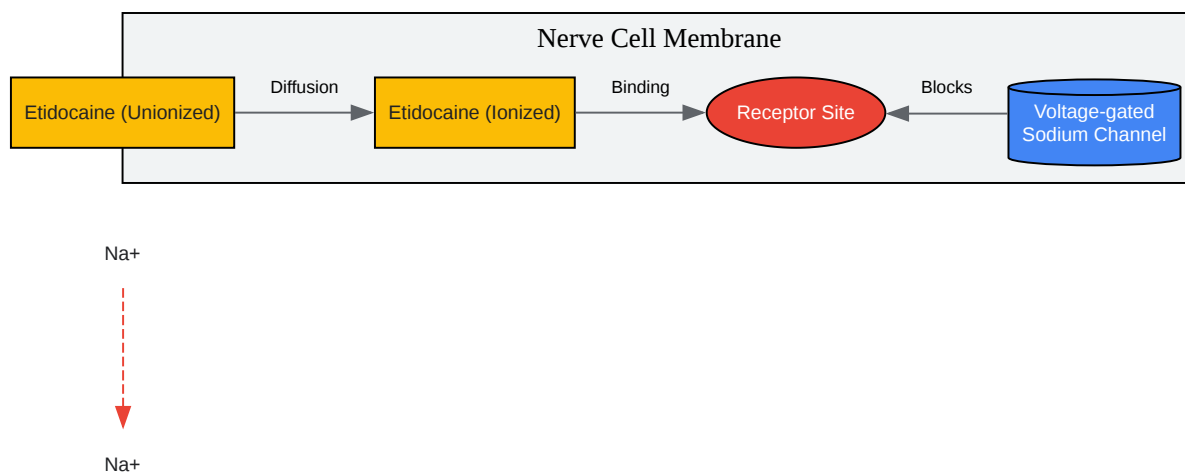 Nerve Cell Membrane
Etidocaine (Unionized)
Diffusion
Etidocaine (Ionized)
Binding
Receptor Site
Blocks
Voltage-gated
Sodium Channel
Na+
Na+